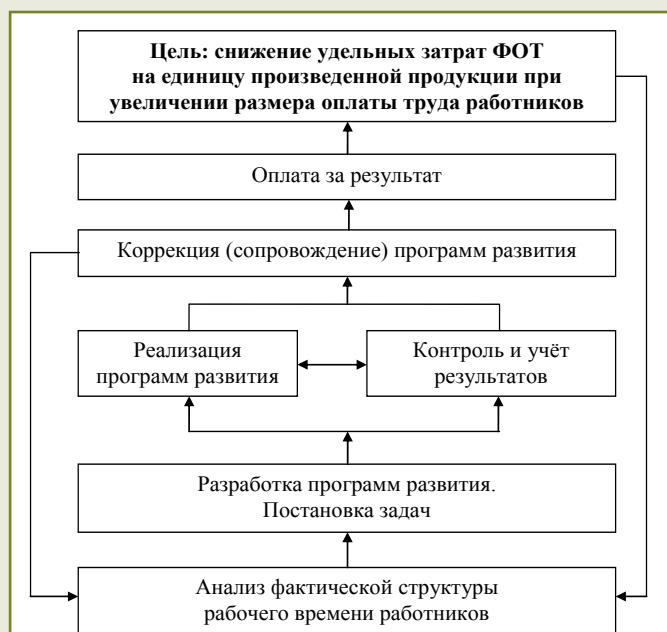 Цель: снижение удельных затрат ФОТ
на единицу произведенной продукции при
увеличении размера оплаты труда работников
Оплата за результат
Коррекция (сопровождение) программ развития
Реализация
программ развития
Контроль и учёт
результатов
Разработка программ развития.
Постановка задач
Анализ фактической структуры
рабочего времени работников